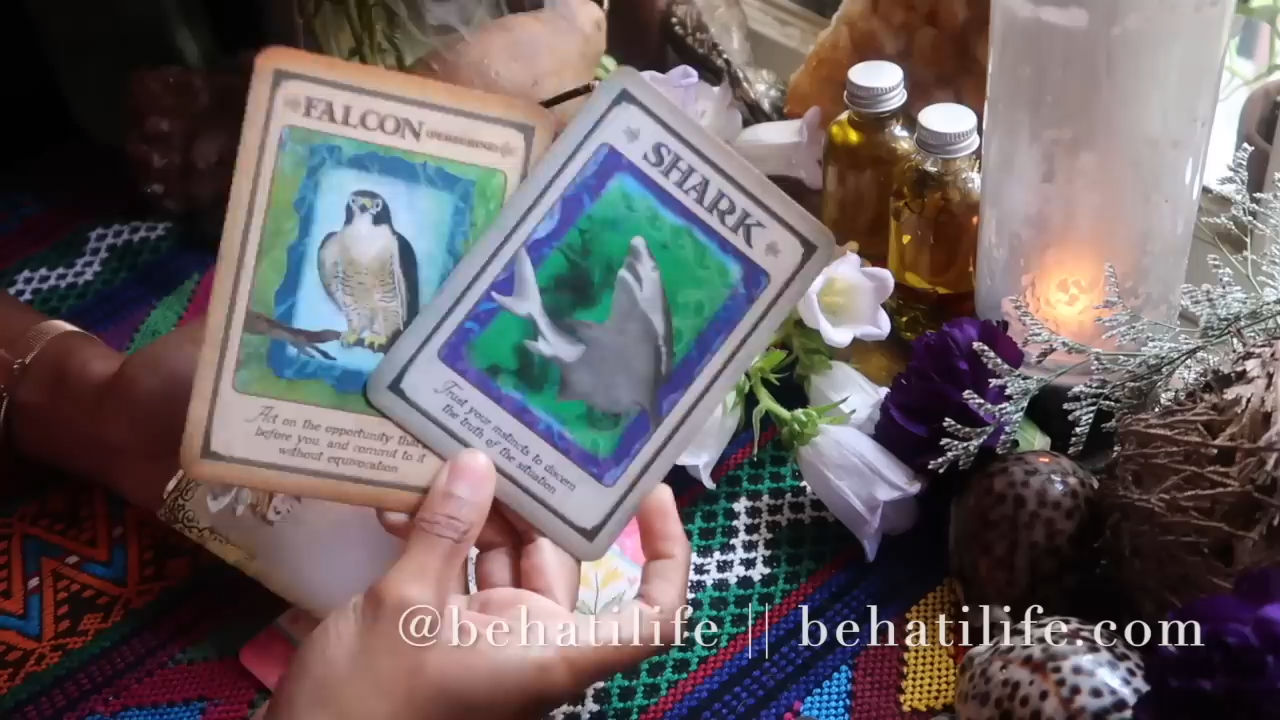 FALCON (PEREGRINE)
Act on the opportunity that
before you, and commit to it
without equivocation
SHARK
Trust your instincts to discern
the truth of the situation
@behatilife || behatilife.com